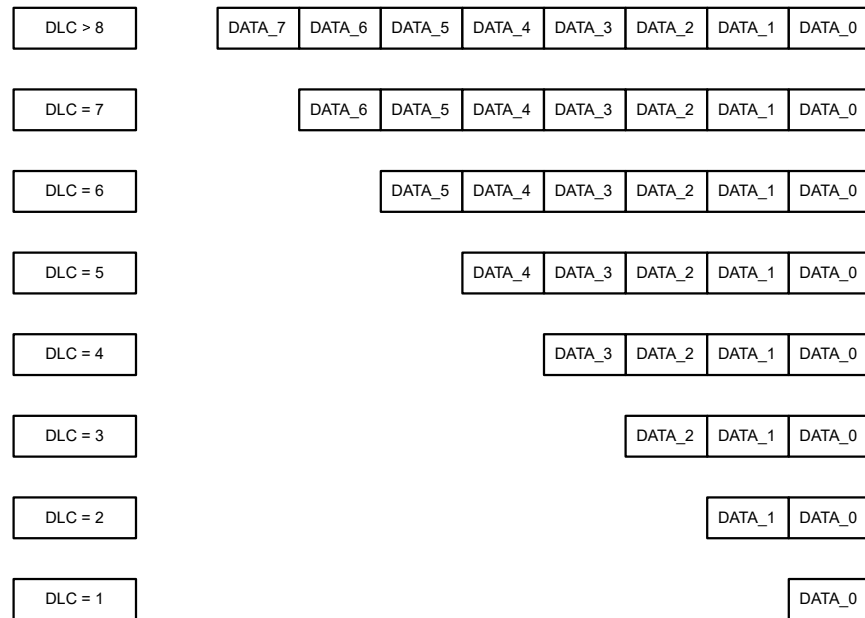 DLC > 8 DATA_7 DATA_6 DATA_5 DATA_4 DATA_3 DATA_2 DATA_1 DATA_0
DLC = 7 DATA_6 DATA_5 DATA_4 DATA_3 DATA_2 DATA_1 DATA_0
DLC = 6 DATA_5 DATA_4 DATA_3 DATA_2 DATA_1 DATA_0
DLC = 5 DATA_4 DATA_3 DATA_2 DATA_1 DATA_0
DLC = 4 DATA_3 DATA_2 DATA_1 DATA_0
DLC = 3 DATA_2 DATA_1 DATA_0
DLC = 2 DATA_1 DATA_0
DLC = 1 DATA_0